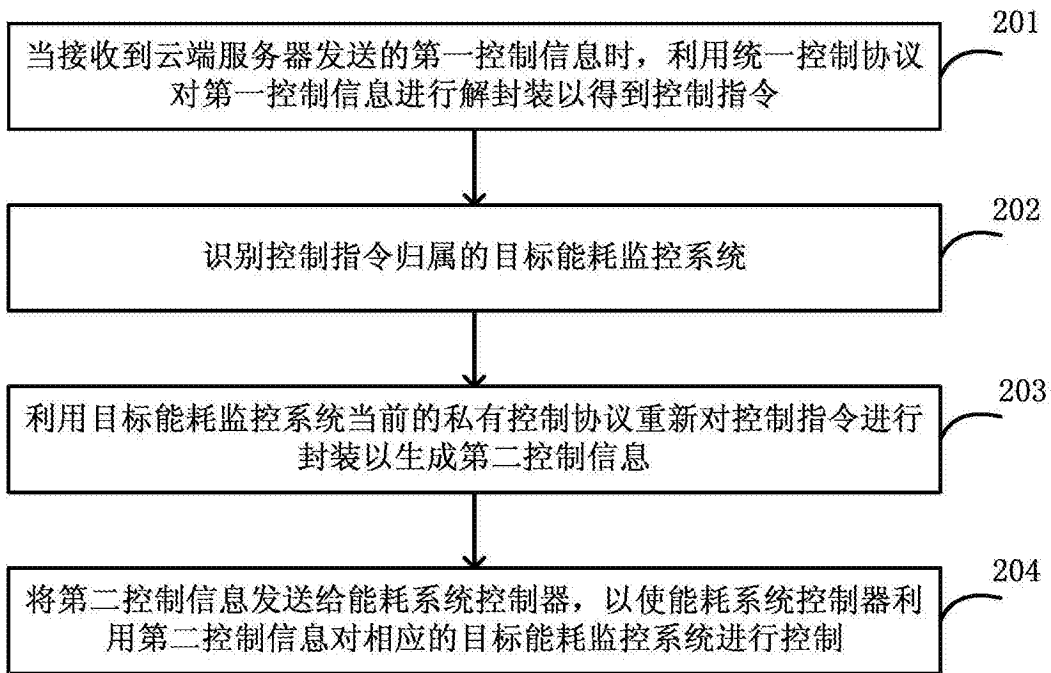 201
当接收到云端服务器发送的第一控制信息时，利用统一控制协议
对第一控制信息进行解封装以得到控制指令
202
识别控制指令归属的目标能耗监控系统
203
利用目标能耗监控系统当前的私有控制协议重新对控制指令进行
封装以生成第二控制信息
204
将第二控制信息发送给能耗系统控制器，以使能耗系统控制器利
用第二控制信息对相应的目标能耗监控系统进行控制